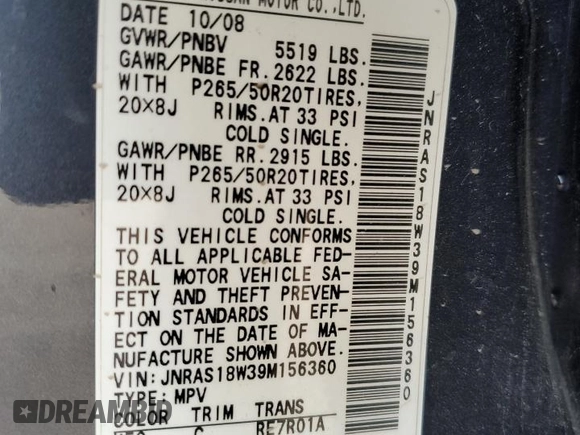 MOTOR CO.,LTD.
DATE 10/08
GVWR/PNBV 5519 LBS.
GAWR/PNBE FR. 2622 LBS.
WITH P265/50R20TIRES,
20×8J RIMS.AT 33 PSI
COLD SINGLE.
GAWR/PNBE RR. 2915 LBS.
WITH P265/50R20TIRES,
20×8J RIMS.AT 33 PSI
COLD SINGLE.
THIS VEHICLE CONFORMS
TO ALL APPLICABLE FED-
ERAL MOTOR VEHICLE SA-
FETY AND THEFT PREVEN-
TION STANDARDS IN EFF-
ECT ON THE DATE OF MA-
NUFACTURE SHOWN ABOVE.
VIN: JNRAS18W39M156360
TYPE: MPV
COLOR TRIM TRANS
C RE7R01A
JNRAS18W39M156360
DREAMBID